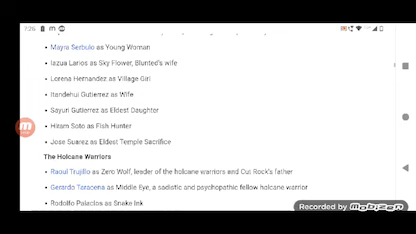 7:26
• Mayra Serbulo as Young Woman
• Iazua Larios as Sky Flower, Blunted's wife
• Lorena Hernandez as Village Girl
• Itandehui Gutierrez as Wife
• Sayuri Gutierrez as Eldest Daughter
• Hiram Soto as Fish Hunter
• Jose Suarez as Eldest Temple Sacrifice
The Holcane Warriors
• Raoul Trujillo as Zero Wolf, leader of the holcane warriors and Cut Rock's father
• Gerardo Taracena as Middle Eye, a sadistic and psychopathic fellow holcane warrior
• Rodolfo Palacios as Snake Ink
Recorded by Mobizen